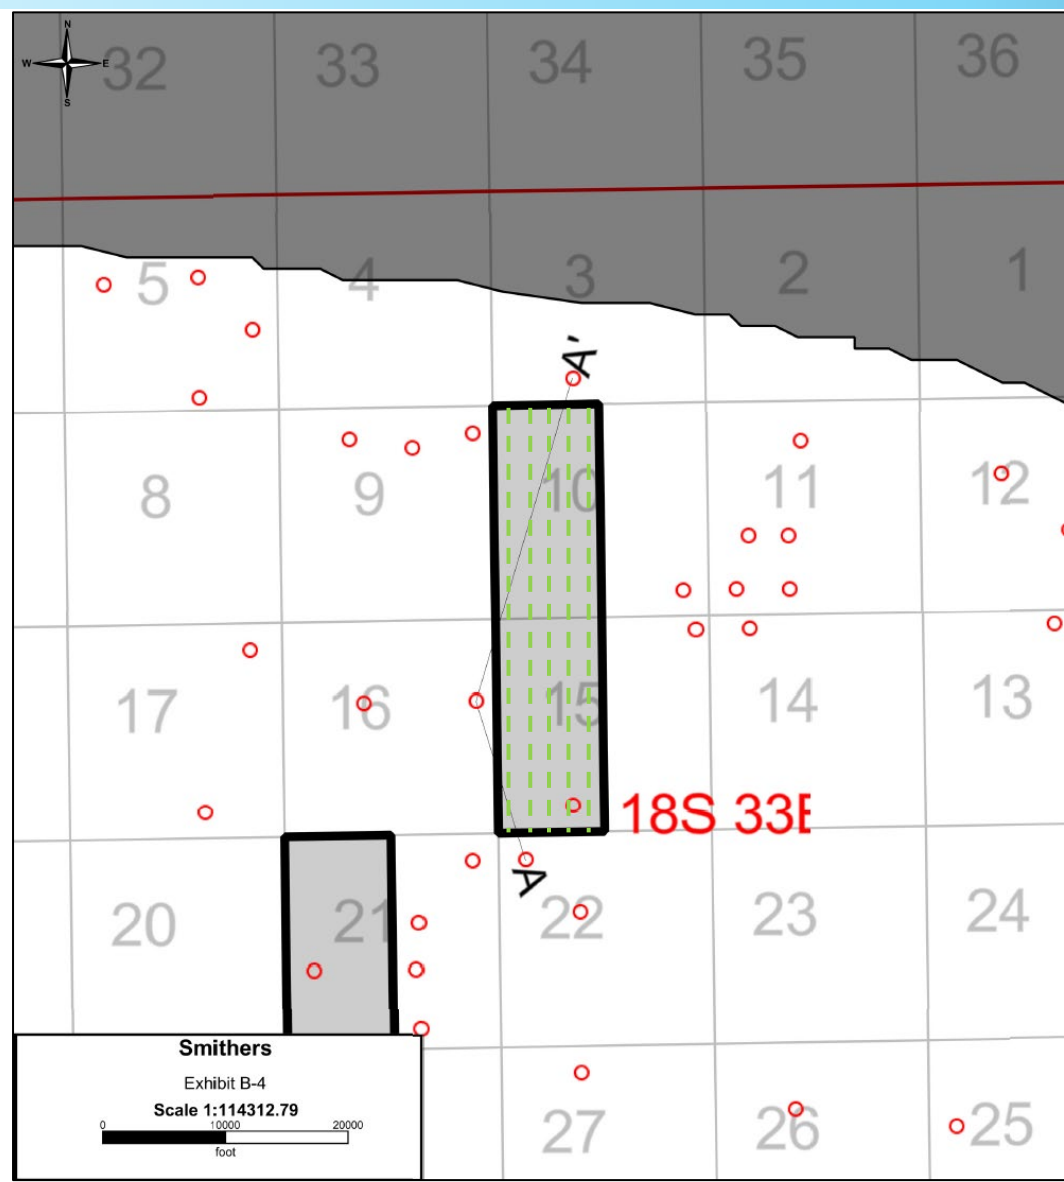 N
W E
S
32 33 34 35 36
5 4 3 2 1
A'
8 9 10 11 12
17 16 15 14 13
18S 33E
A
20 21 22 23 24
Smithers
Exhibit B-4
Scale 1:114312.79
0 10000 20000
foot
27 26 25